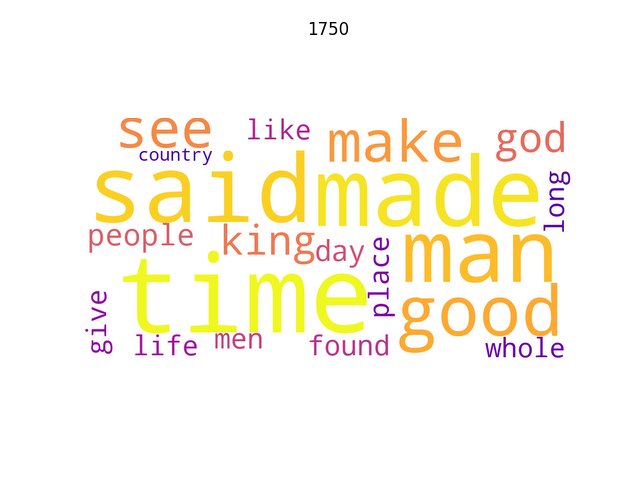 1750
see
like
make
god
country
said
made
long
people
king
day
place
man
time
good
give
life
men
found
whole